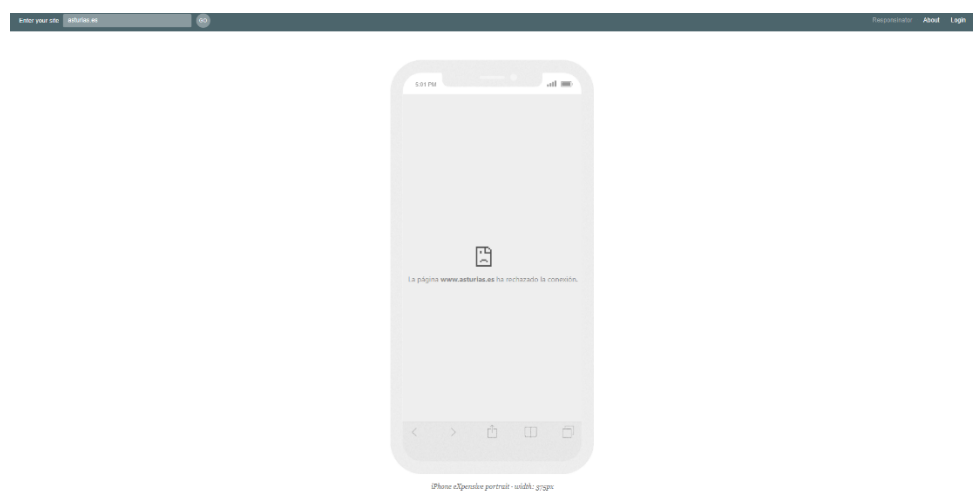 Enter your site asturias.es GO Responsinator About Login
5:01 PM
La página www.asturias.es ha rechazado la conexión.
iPhone eXpensive portrait - width: 375px